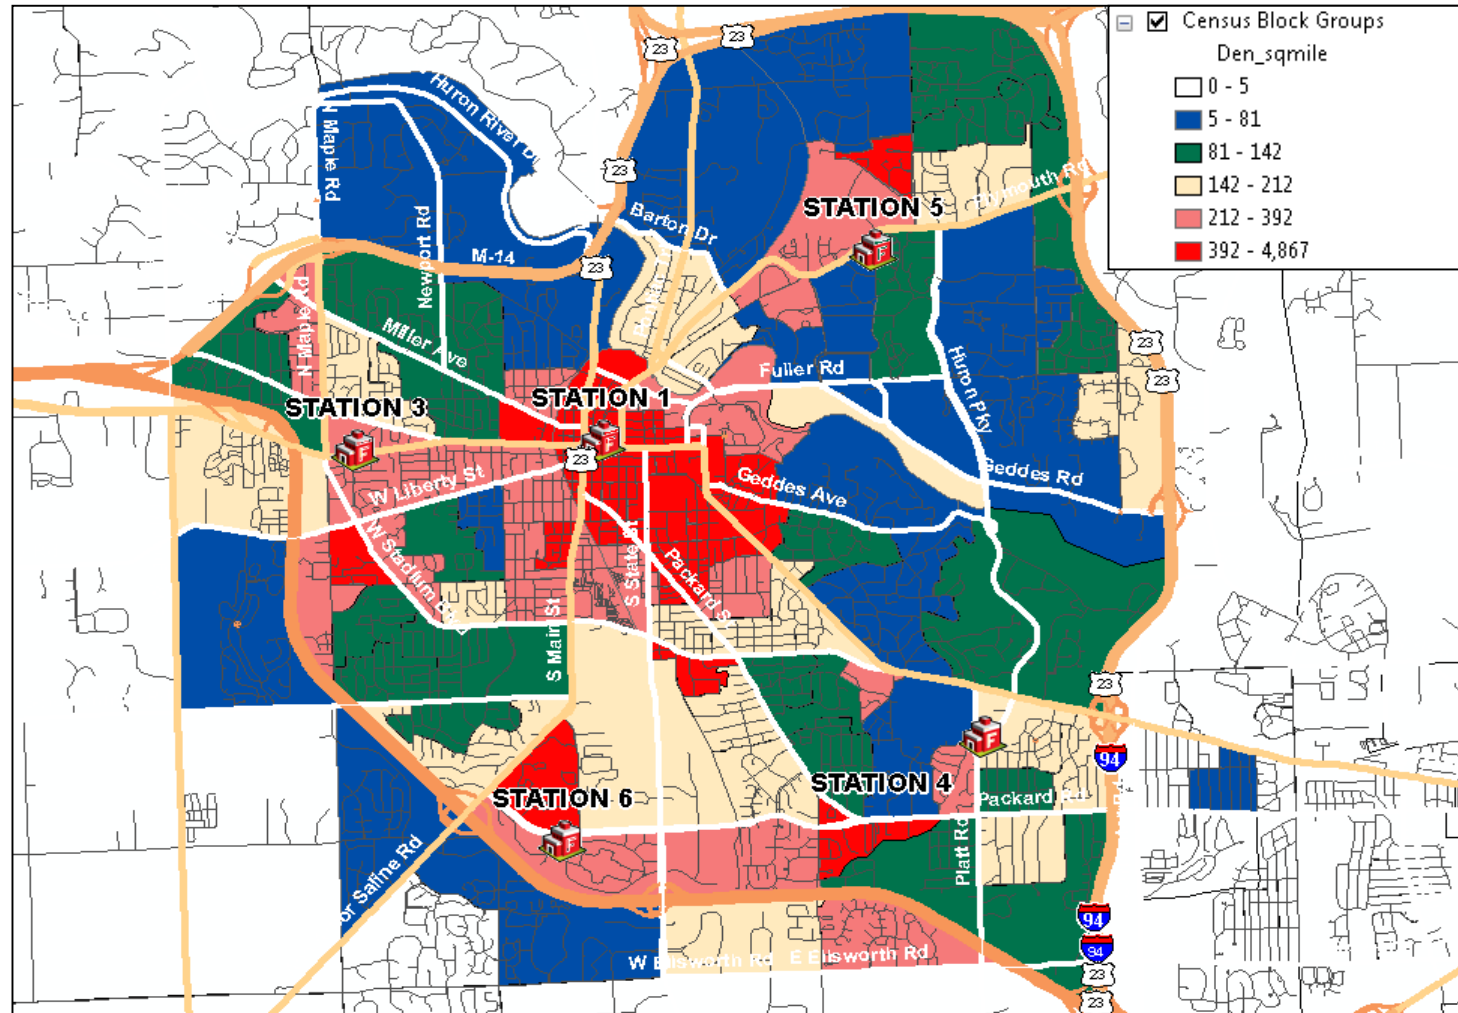 Census Block Groups
Den_sqmile
0 - 5
5 - 81
81 - 142
142 - 212
212 - 392
392 - 4,867
23
23
Huron River D
N Maple Rd
23
Newport Rd
Barton Dr
Plymouth Rd
STATION 5
F
M-14
23
N Maple Rd
Miller Ave
23
Fuller Rd
Huron Pky
23
STATION 3
STATION 1
F
F
23
W Liberty St
Geddes Ave
Geddes Rd
W Stadium Blvd
S State St
Packard St
S Main St
23
F
94
STATION 6
STATION 4
Packard Rd
F
Platt Rd
or Saline Rd
94
94
W Ellsworth Rd
E Ellsworth Rd
23
23